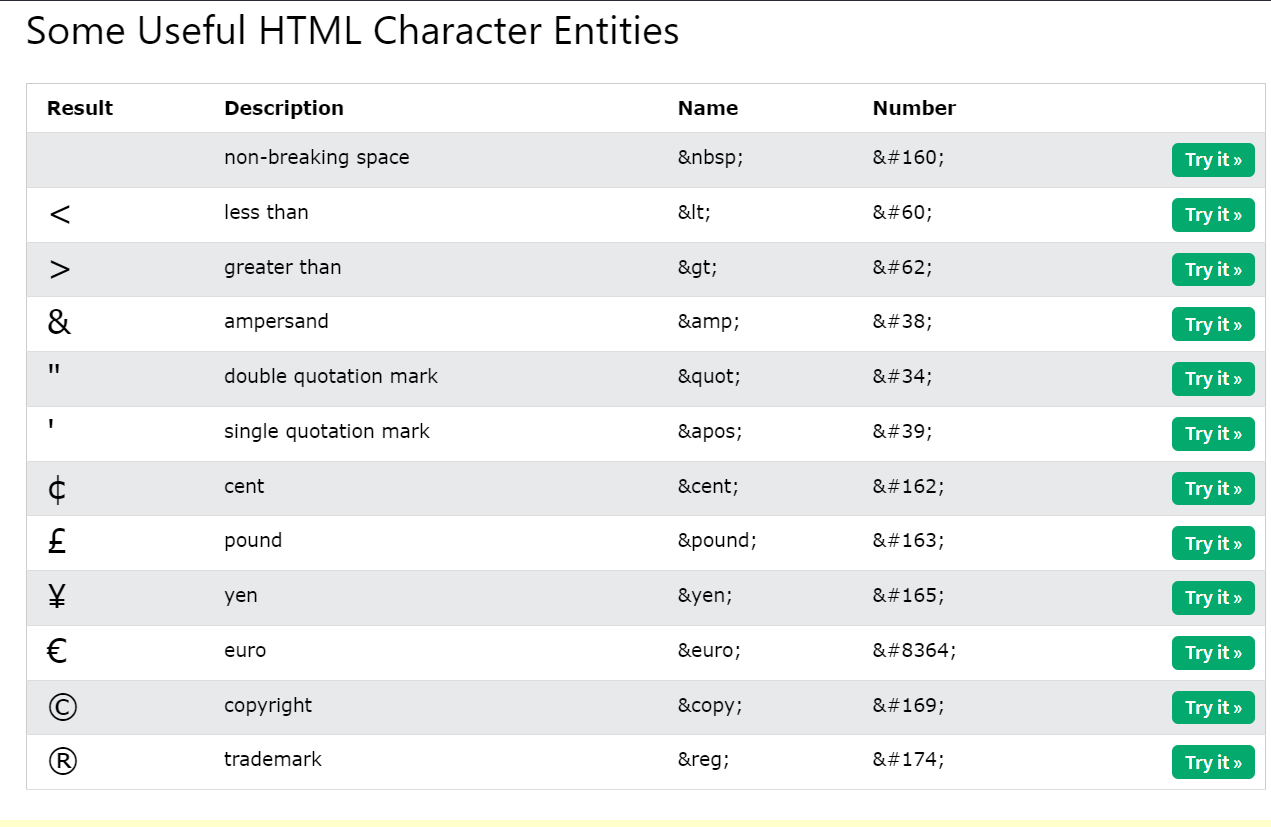 Some Useful HTML Character Entities
Result Description Name Number
non-breaking space &nbsp; &#160; Try it »
< less than &lt; &#60; Try it »
> greater than &gt; &#62; Try it »
& ampersand &amp; &#38; Try it »
" double quotation mark &quot; &#34; Try it »
' single quotation mark &apos; &#39; Try it »
¢ cent &cent; &#162; Try it »
£ pound &pound; &#163; Try it »
¥ yen &yen; &#165; Try it »
€ euro &euro; &#8364; Try it »
© copyright &copy; &#169; Try it »
® trademark &reg; &#174; Try it »